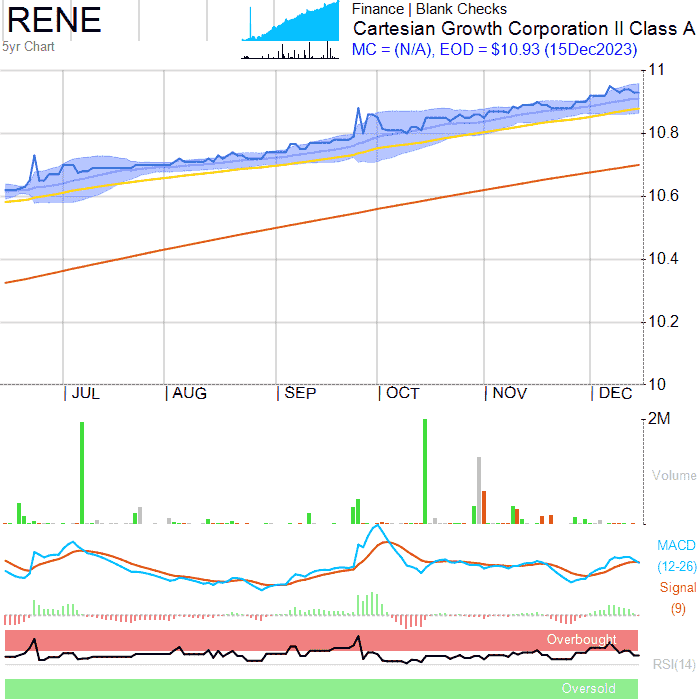 RENE
5yr Chart
Finance | Blank Checks
Cartesian Growth Corporation II Class A
MC = (N/A), EOD = $10.93 (15Dec2023)
11
10.8
10.6
10.4
10.2
10
JUL AUG SEP OCT NOV DEC
2M
Volume
MACD
(12-26)
Signal
(9)
Overbought
RSI(14)
Oversold